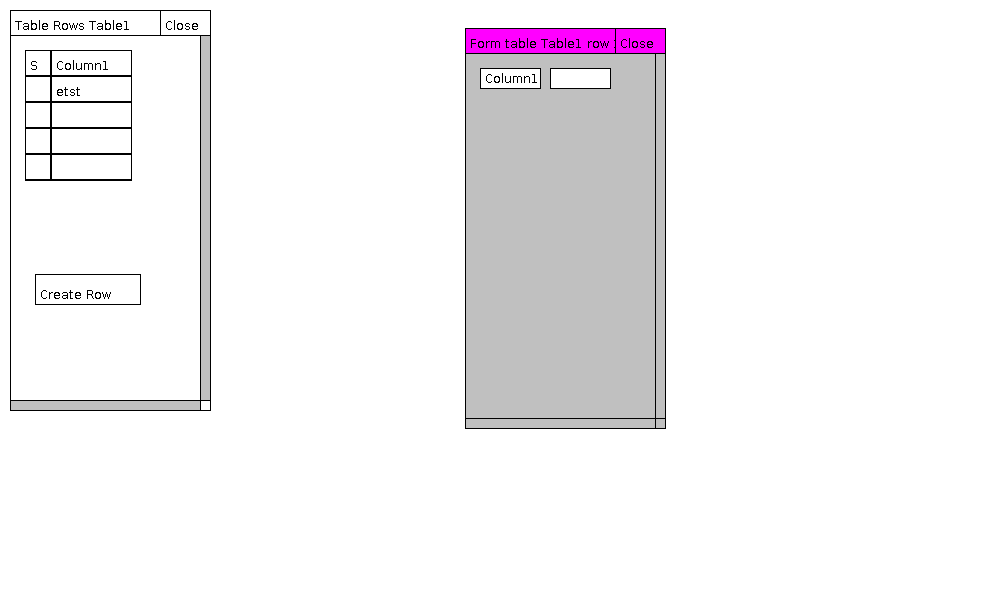 Table Rows Table1 Close
S Column1
etst
Create Row
Form table Table1 row Close
Column1